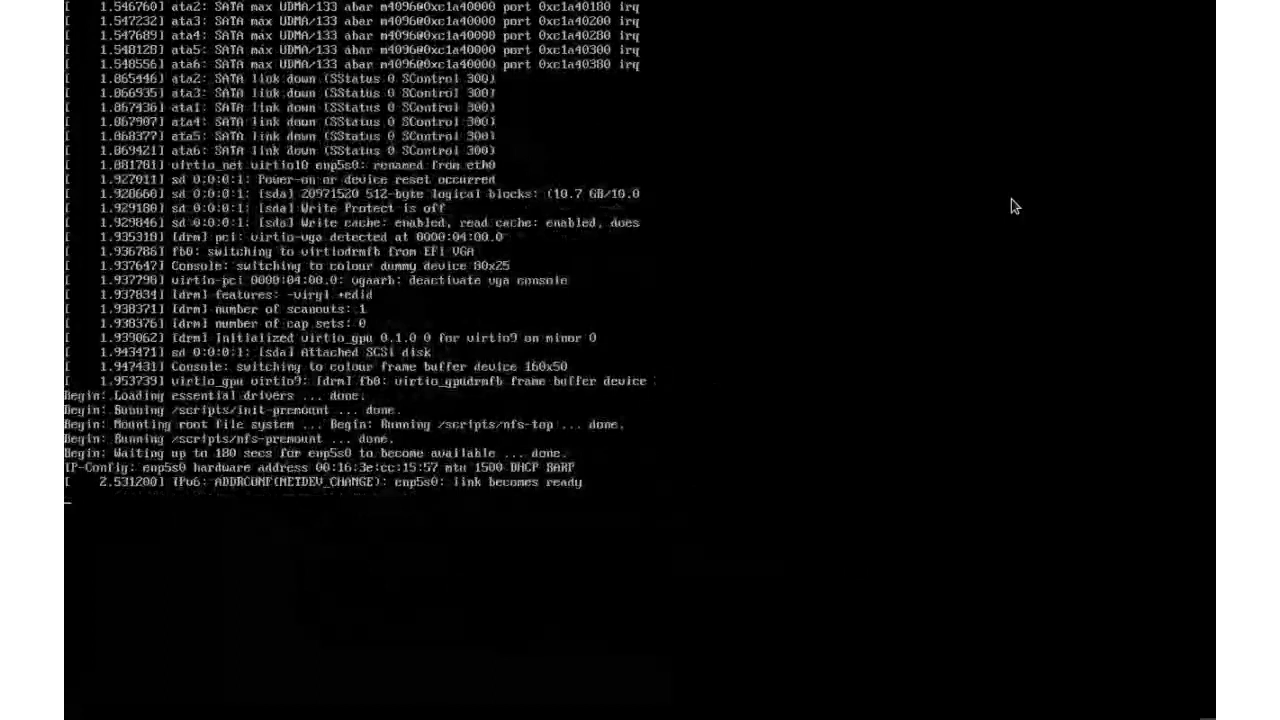 [    1.546760] ata2: SATA max UDMA/133 abar m4096@0xc1a40000 port 0xc1a40180 irq
[    1.547232] ata3: SATA max UDMA/133 abar m4096@0xc1a40000 port 0xc1a40200 irq
[    1.547689] ata4: SATA max UDMA/133 abar m4096@0xc1a40000 port 0xc1a40280 irq
[    1.548128] ata5: SATA max UDMA/133 abar m4096@0xc1a40000 port 0xc1a40300 irq
[    1.548556] ata6: SATA max UDMA/133 abar m4096@0xc1a40000 port 0xc1a40380 irq
[    1.865446] ata2: SATA link down (SStatus 0 SControl 300)
[    1.866935] ata3: SATA link down (SStatus 0 SControl 300)
[    1.867436] ata1: SATA link down (SStatus 0 SControl 300)
[    1.867907] ata4: SATA link down (SStatus 0 SControl 300)
[    1.868377] ata5: SATA link down (SStatus 0 SControl 300)
[    1.869421] ata6: SATA link down (SStatus 0 SControl 300)
[    1.881781] virtio_net virtio10 enp5s0: renamed from eth0
[    1.927011] sd 0:0:0:1: Power-on or device reset occurred
[    1.928660] sd 0:0:0:1: [sda] 20971520 512-byte logical blocks: (10.7 GB/10.0
[    1.929180] sd 0:0:0:1: [sda] Write Protect is off
[    1.929846] sd 0:0:0:1: [sda] Write cache: enabled, read cache: enabled, does
[    1.935318] [drm] pci: virtio-vga detected at 0000:04:00.0
[    1.936786] fb0: switching to virtiodrmfb from EFI VGA
[    1.937647] Console: switching to colour dummy device 80x25
[    1.937798] virtio-pci 0000:04:00.0: vgaarb: deactivate vga console
[    1.937834] [drm] features: -virgl +edid
[    1.938371] [drm] number of scanouts: 1
[    1.938376] [drm] number of cap sets: 0
[    1.939062] [drm] Initialized virtio_gpu 0.1.0 0 for virtio9 on minor 0
[    1.943471] sd 0:0:0:1: [sda] Attached SCSI disk
[    1.947431] Console: switching to colour frame buffer device 160x50
[    1.953739] virtio_gpu virtio9: [drm] fb0: virtio_gpudrmfb frame buffer device
Begin: Loading essential drivers ... done.
Begin: Running /scripts/init-premount ... done.
Begin: Mounting root file system ... Begin: Running /scripts/nfs-top ... done.
Begin: Running /scripts/nfs-premount ... done.
Begin: Waiting up to 180 secs for enp5s0 to become available ... done.
IP-Config: enp5s0 hardware address 00:16:3e:cc:15:57 mtu 1500 DHCP RARP
[    2.531200] IPv6: ADDRCONF(NETDEV_CHANGE): enp5s0: link becomes ready